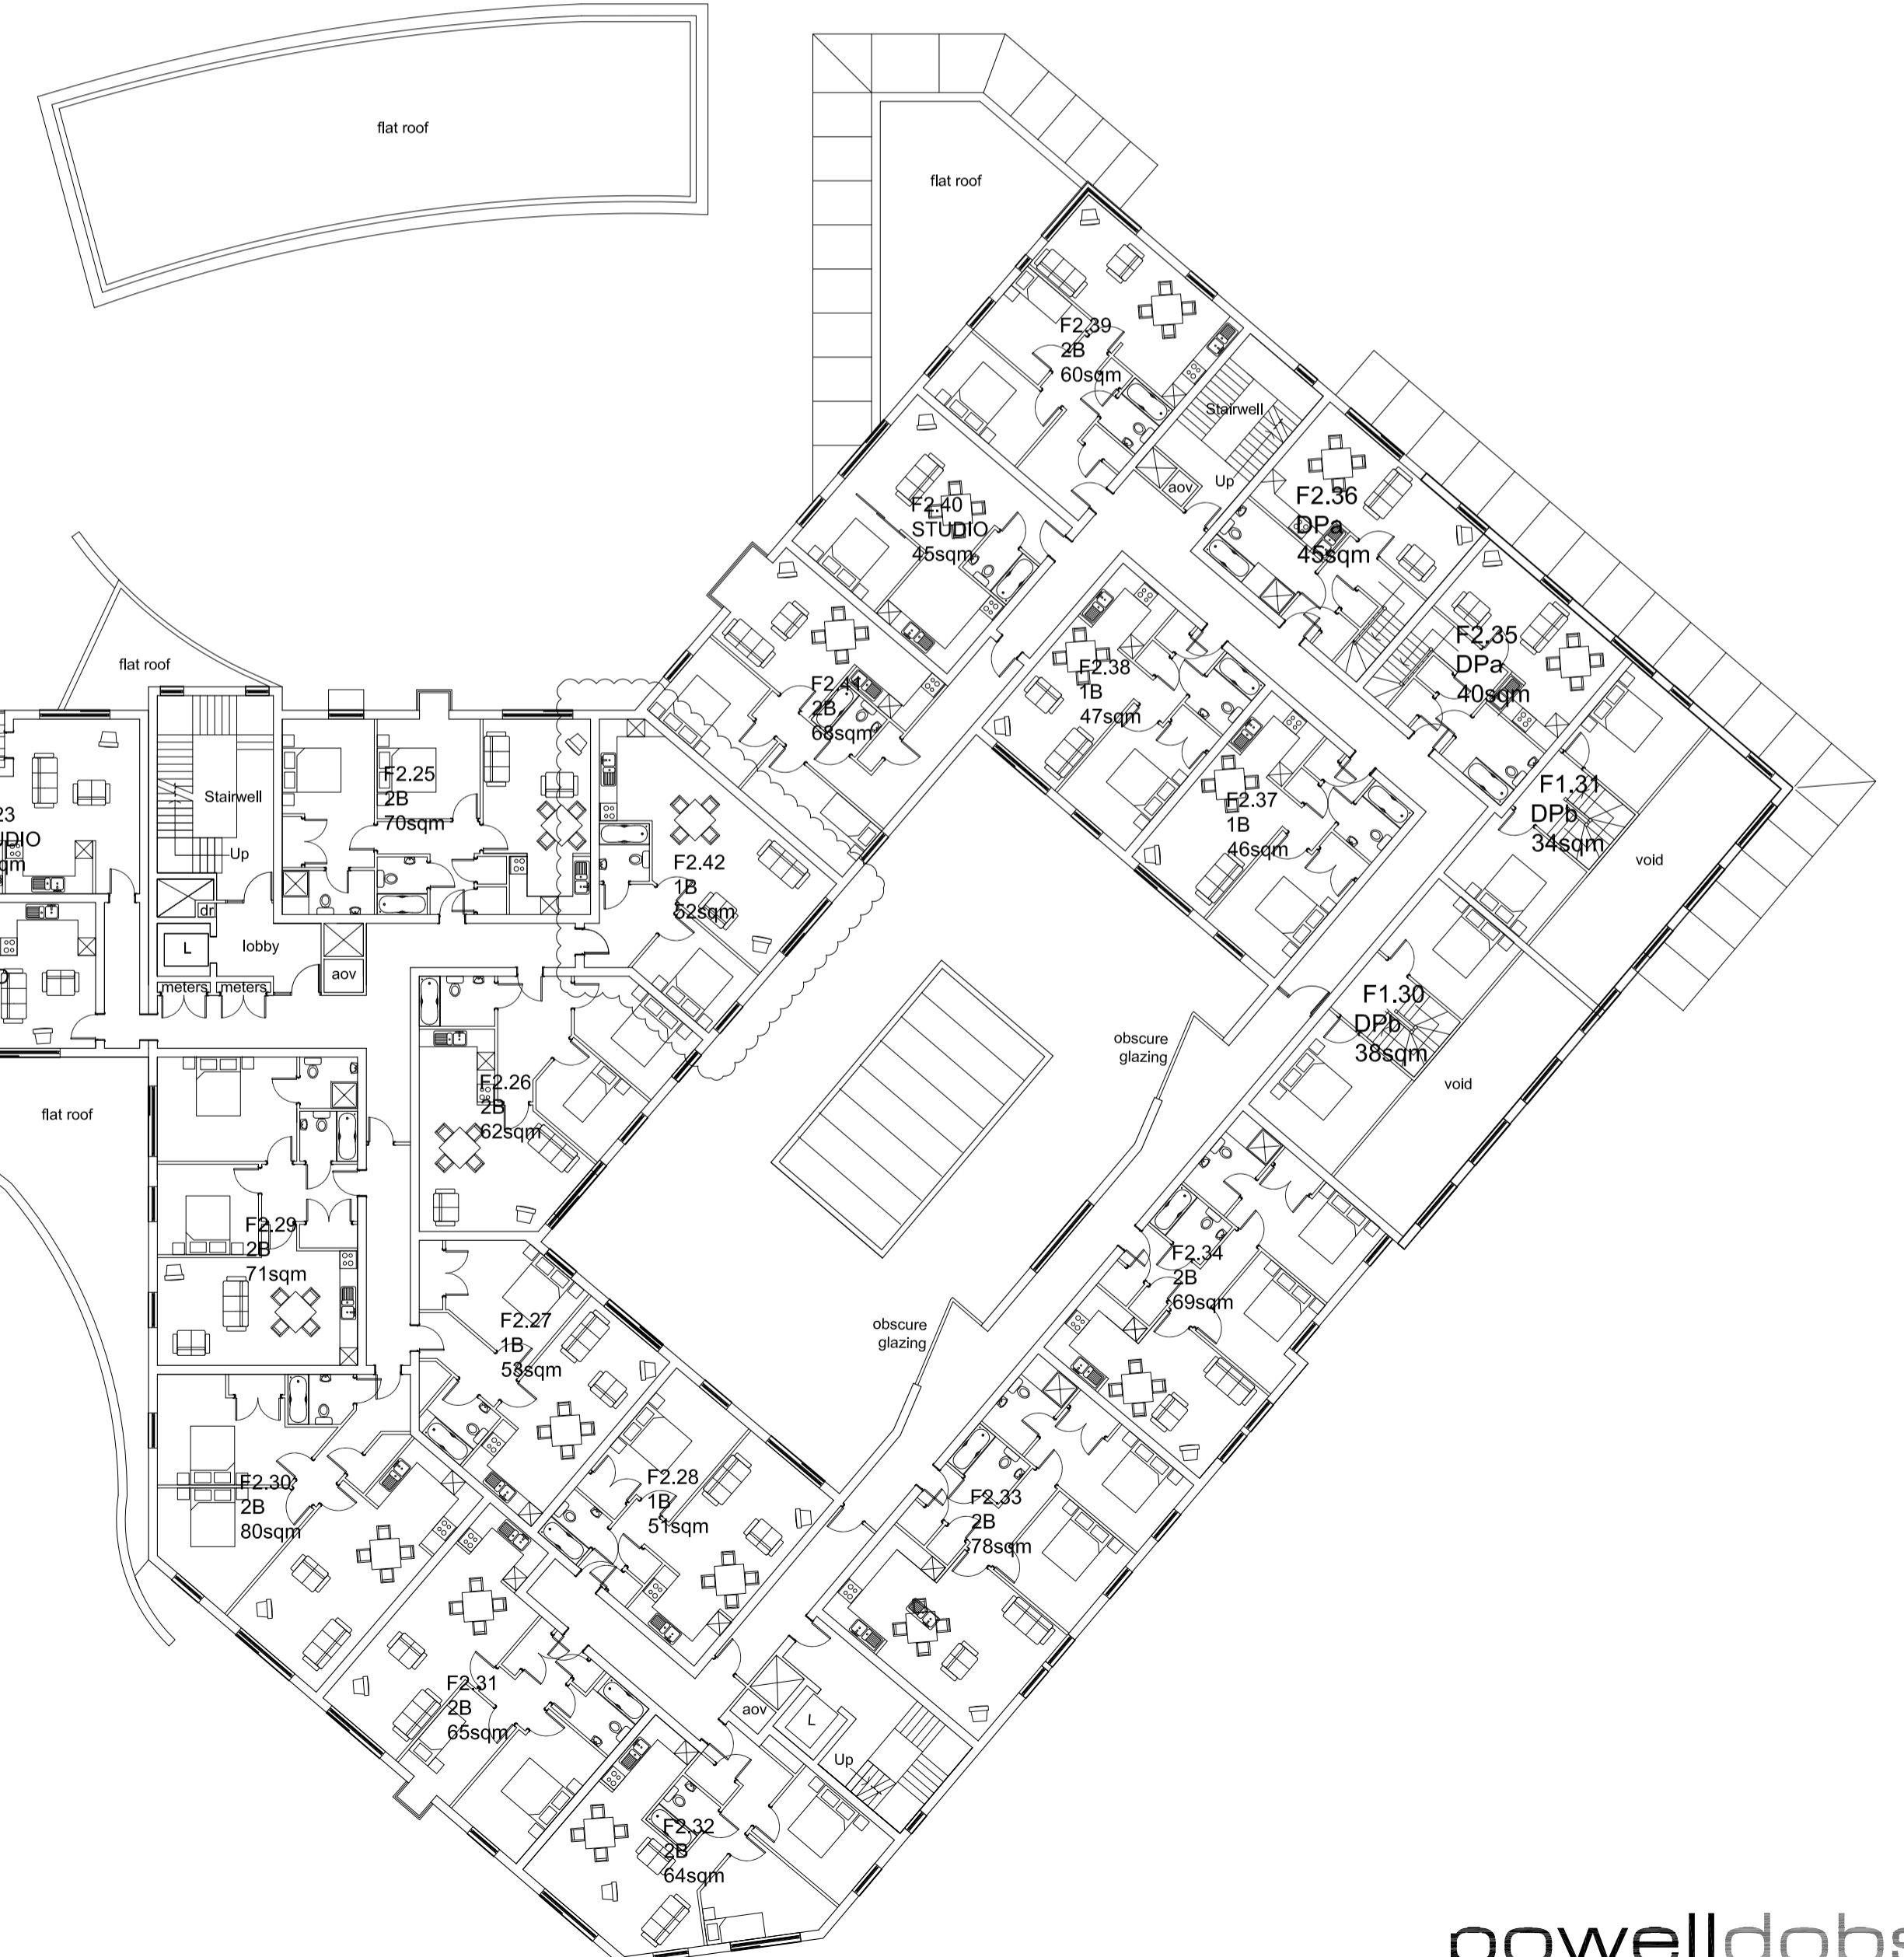 flat roof
flat roof
F2.39
2B
60sqm
Stairwell
Up
aov
F2.36
DPa
45sqm
F2.40
STUDIO
45sqm
F2.35
DPa
40sqm
flat roof
F2.38
1B
47sqm
F2.41
2B
68sqm
F2.25
2B
70sqm
Stairwell
Up
23
UDIO
qm
F2.37
1B
46sqm
F1.31
DPb
34sqm
void
F2.42
1B
52sqm
dr
L
lobby
aov
meters
meters
F1.30
DPb
38sqm
void
obscure
glazing
flat roof
F2.26
2B
62sqm
F2.29
2B
71sqm
F2.34
2B
69sqm
F2.27
1B
53sqm
obscure
glazing
F2.28
1B
51sqm
F2.30
2B
80sqm
F2.33
2B
78sqm
F2.31
2B
65sqm
aov
L
Up
F2.32
2B
64sqm
powelldobs